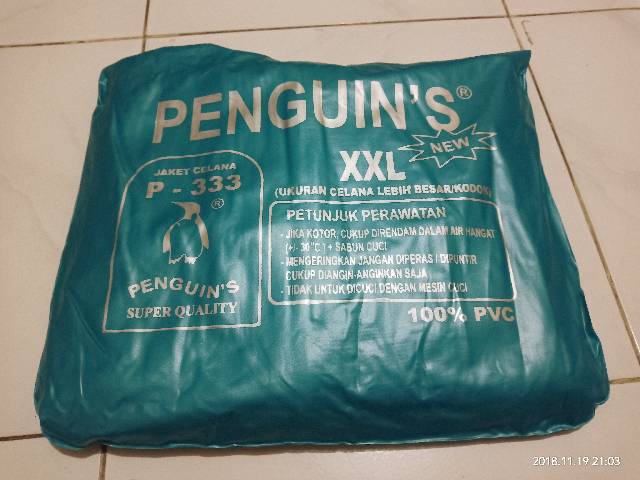 PENGUIN'S®
NEW
XXL
(UKURAN CELANA LEBIH BESAR/KODOK)
JAKET CELANA
P - 333
®
PENGUIN'S
SUPER QUALITY
PETUNJUK PERAWATAN
- JIKA KOTOR, CUKUP DIRENDAM DALAM AIR HANGAT
(+/- 30°C) + SABUN CUCI
- MENGERINGKAN JANGAN DIPERAS / DIPUNTIR
CUKUP DIANGIN-ANGINKAN SAJA
- TIDAK UNTUK DICUCI DENGAN MESIN CUCI
100% PVC
2018.11.19 21:03